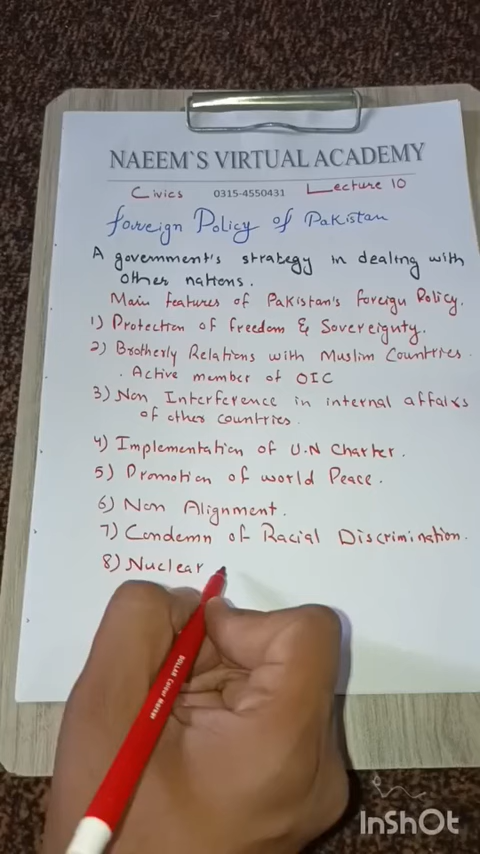 NAEEM`S VIRTUAL ACADEMY
Civics 0315-4550431 Lecture 10
Foreign Policy of Pakistan
A government's strategy in dealing with
other nations.
Main features of Pakistan's Foreign Policy.
1) Protection of Freedom & Sovereignty.
2) Brotherly Relations with Muslim Countries.
. Active member of OIC
3) Non Interference in internal affairs
of other countries.
4) Implementation of U.N Charter.
5) Promotion of world Peace.
6) Non Alignment.
7) Condemn of Racial Discrimination.
8) Nuclear
DOLLAR Color Marker
InShOt